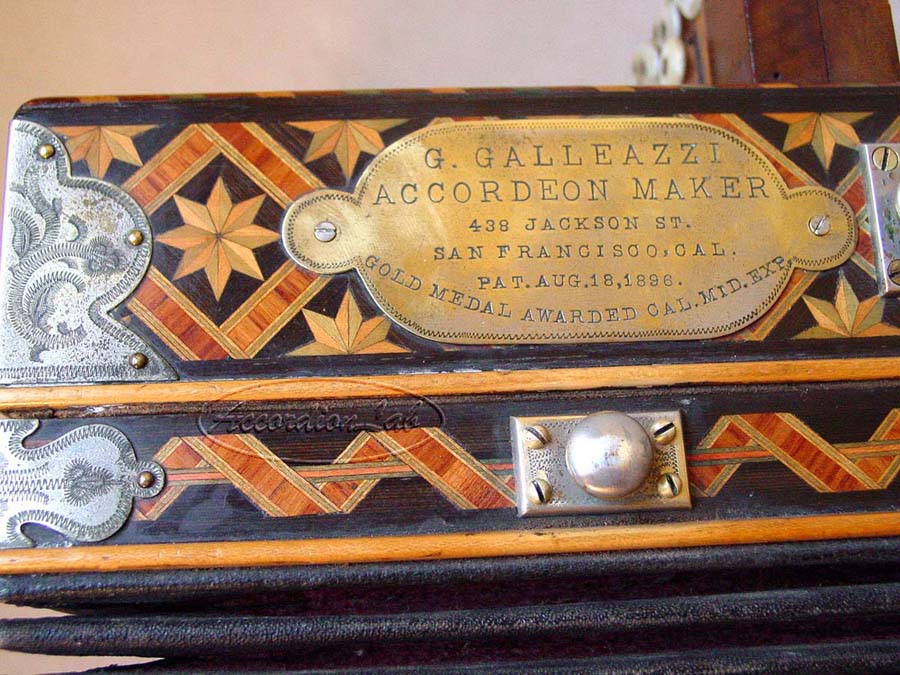 G. GALLEAZZI
ACCORDEON MAKER
438 JACKSON ST.
SAN FRANCISCO, CAL.
PAT. AUG. 18, 1896.
GOLD MEDAL AWARDED CAL. MID. EXP.
Accordion Lab